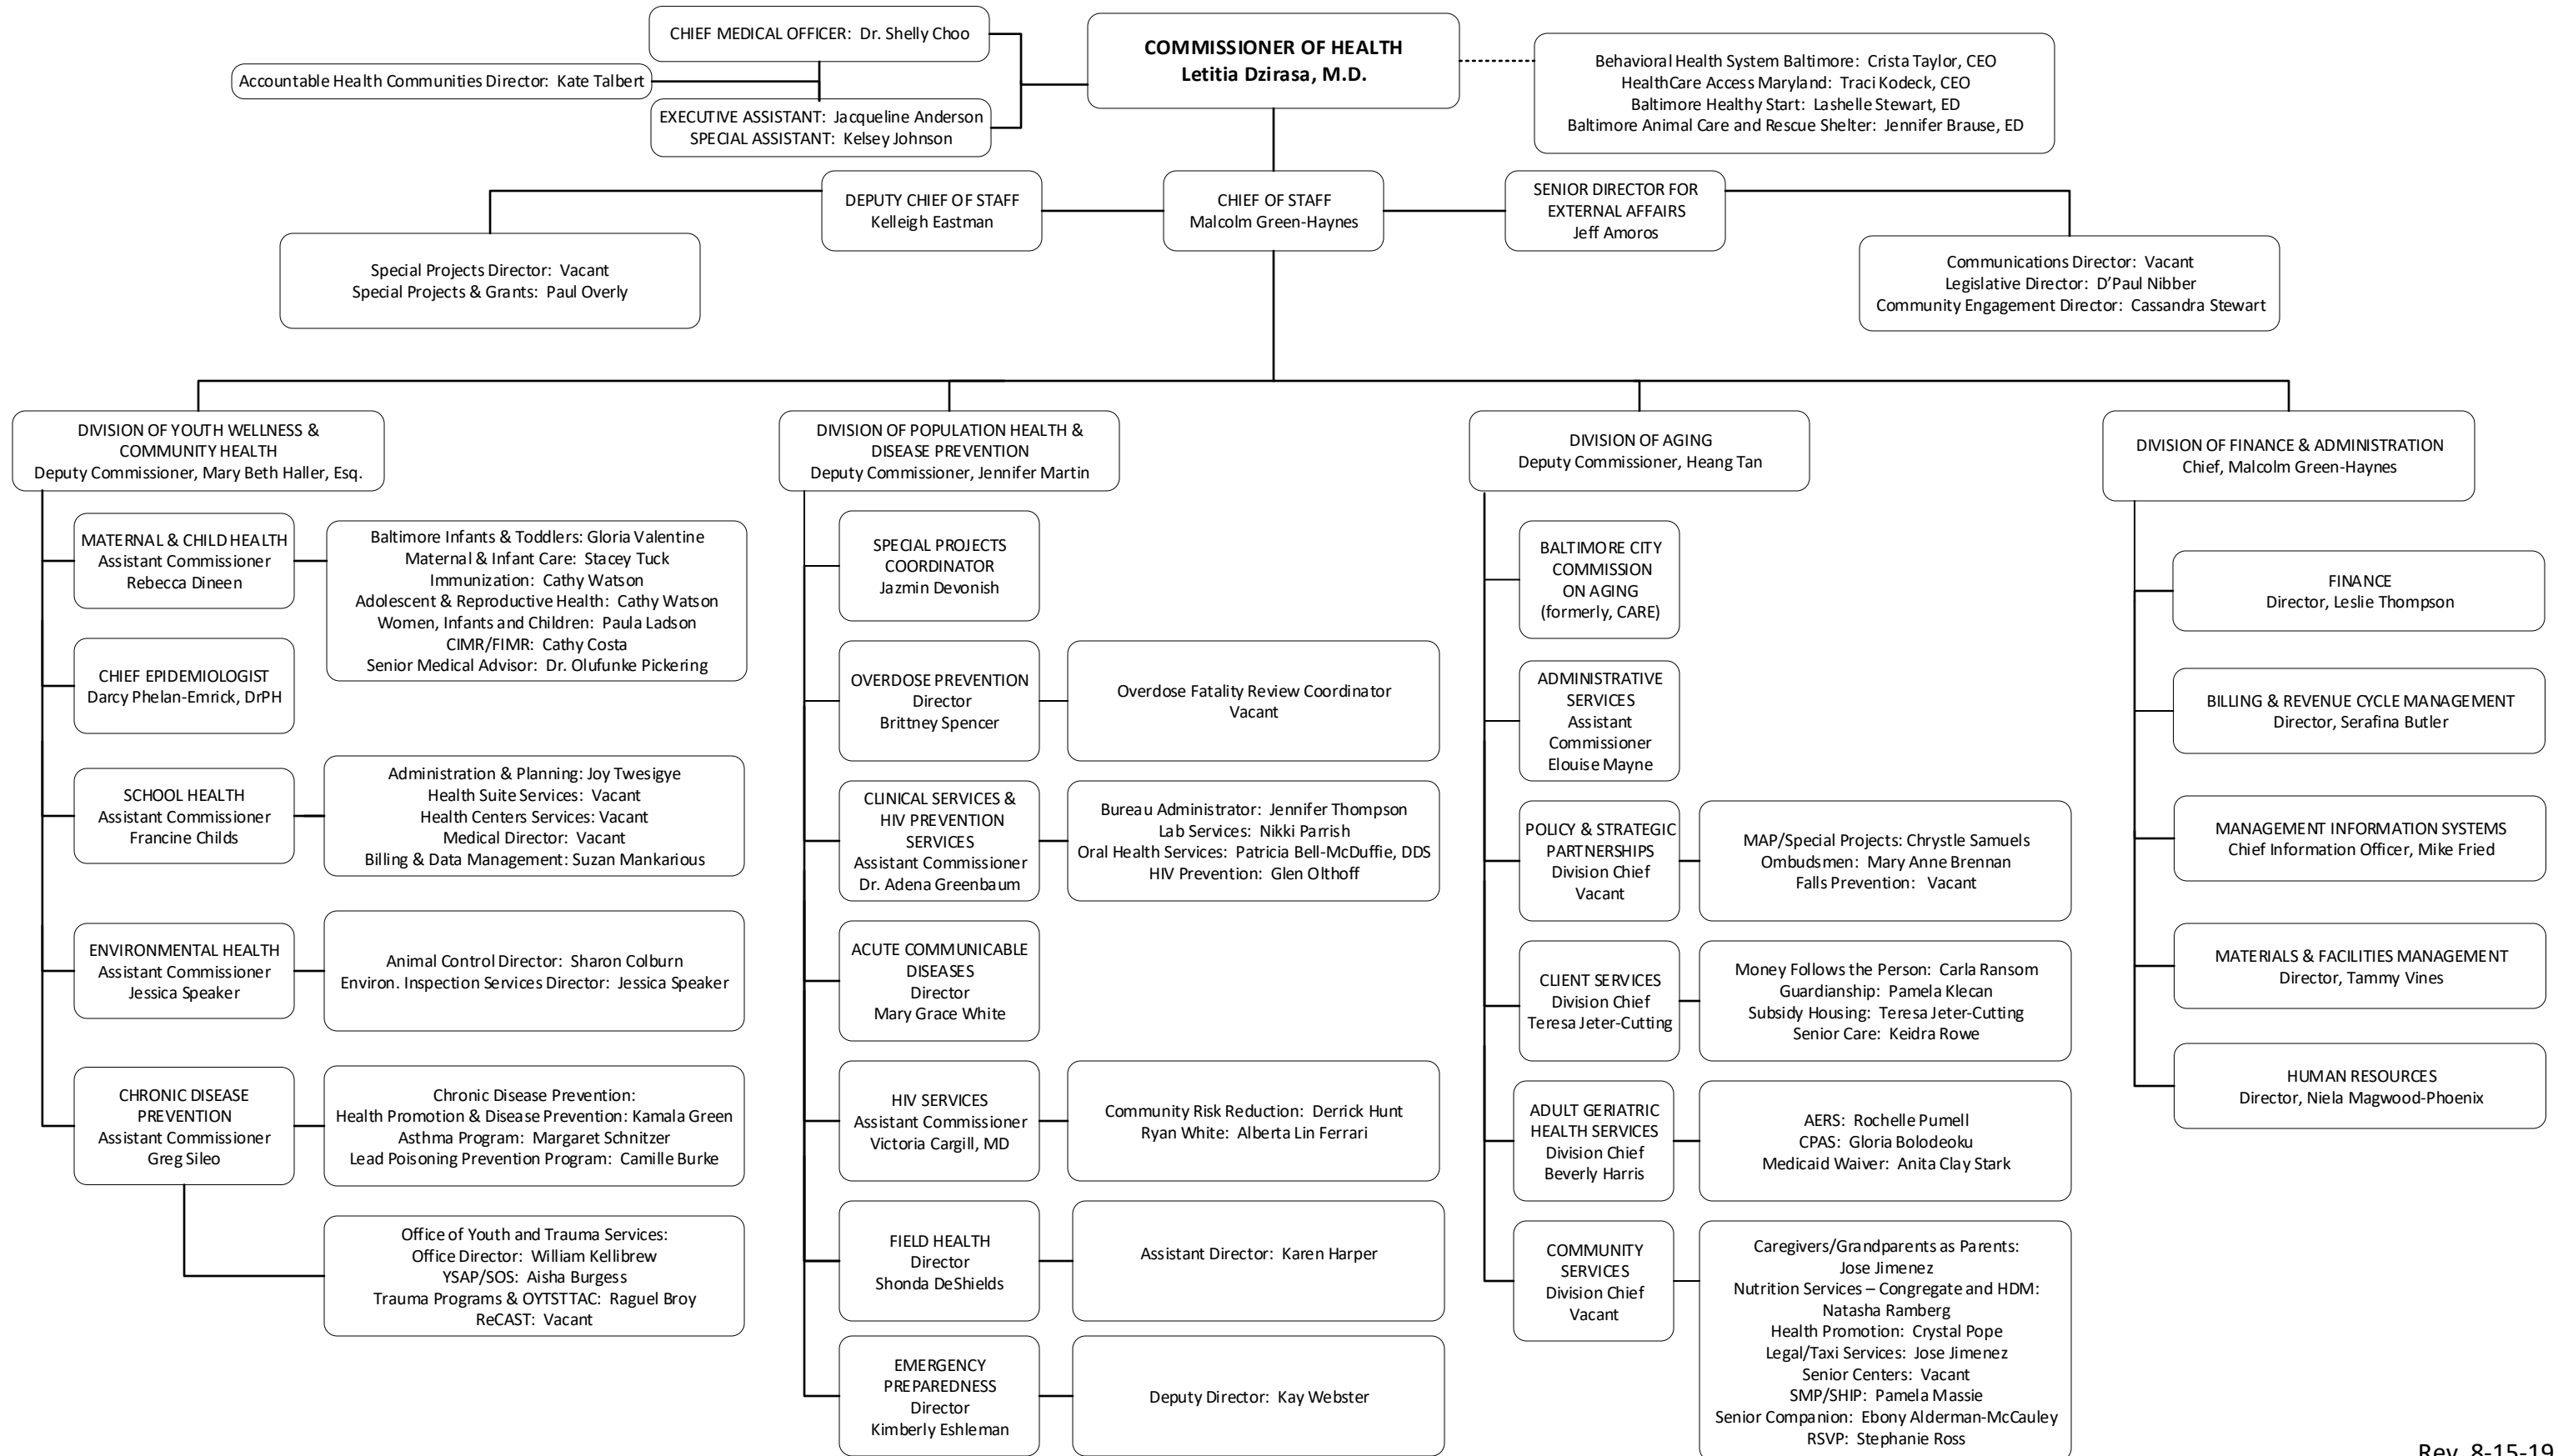 CHIEF MEDICAL OFFICER: Dr. Shelly Choo
Accountable Health Communities Director: Kate Talbert
EXECUTIVE ASSISTANT: Jacqueline Anderson
SPECIAL ASSISTANT: Kelsey Johnson
COMMISSIONER OF HEALTH
Letitia Dzirasa, M.D.
Behavioral Health System Baltimore: Crista Taylor, CEO
HealthCare Access Maryland: Traci Kodeck, CEO
Baltimore Healthy Start: Lashelle Stewart, ED
Baltimore Animal Care and Rescue Shelter: Jennifer Brause, ED
DEPUTY CHIEF OF STAFF
Kelleigh Eastman
CHIEF OF STAFF
Malcolm Green-Haynes
SENIOR DIRECTOR FOR
EXTERNAL AFFAIRS
Jeff Amoros
Special Projects Director: Vacant
Special Projects & Grants: Paul Overly
Communications Director: Vacant
Legislative Director: D’Paul Nibber
Community Engagement Director: Cassandra Stewart
DIVISION OF YOUTH WELLNESS &
COMMUNITY HEALTH
Deputy Commissioner, Mary Beth Haller, Esq.
MATERNAL & CHILD HEALTH
Assistant Commissioner
Rebecca Dineen
Baltimore Infants & Toddlers: Gloria Valentine
Maternal & Infant Care: Stacey Tuck
Immunization: Cathy Watson
Adolescent & Reproductive Health: Cathy Watson
Women, Infants and Children: Paula Ladson
CIMR/FIMR: Cathy Costa
Senior Medical Advisor: Dr. Olufunke Pickering
CHIEF EPIDEMIOLOGIST
Darcy Phelan-Emrick, DrPH
SCHOOL HEALTH
Assistant Commissioner
Francine Childs
Administration & Planning: Joy Twesigye
Health Suite Services: Vacant
Health Centers Services: Vacant
Medical Director: Vacant
Billing & Data Management: Suzan Mankarious
ENVIRONMENTAL HEALTH
Assistant Commissioner
Jessica Speaker
Animal Control Director: Sharon Colburn
Environ. Inspection Services Director: Jessica Speaker
CHRONIC DISEASE
PREVENTION
Assistant Commissioner
Greg Sileo
Chronic Disease Prevention:
Health Promotion & Disease Prevention: Kamala Green
Asthma Program: Margaret Schnitzer
Lead Poisoning Prevention Program: Camille Burke
Office of Youth and Trauma Services:
Office Director: William Kellibrew
YSAP/SOS: Aisha Burgess
Trauma Programs & OYTSTTAC: Raguel Broy
ReCAST: Vacant
DIVISION OF POPULATION HEALTH &
DISEASE PREVENTION
Deputy Commissioner, Jennifer Martin
SPECIAL PROJECTS
COORDINATOR
Jazmin Devonish
OVERDOSE PREVENTION
Director
Brittney Spencer
Overdose Fatality Review Coordinator
Vacant
CLINICAL SERVICES &
HIV PREVENTION
SERVICES
Assistant Commissioner
Dr. Adena Greenbaum
Bureau Administrator: Jennifer Thompson
Lab Services: Nikki Parrish
Oral Health Services: Patricia Bell-McDuffie, DDS
HIV Prevention: Glen Olthoff
ACUTE COMMUNICABLE
DISEASES
Director
Mary Grace White
HIV SERVICES
Assistant Commissioner
Victoria Cargill, MD
Community Risk Reduction: Derrick Hunt
Ryan White: Alberta Lin Ferrari
FIELD HEALTH
Director
Shonda DeShields
Assistant Director: Karen Harper
EMERGENCY
PREPAREDNESS
Director
Kimberly Eshleman
Deputy Director: Kay Webster
DIVISION OF AGING
Deputy Commissioner, Heang Tan
BALTIMORE CITY
COMMISSION
ON AGING
(formerly, CARE)
ADMINISTRATIVE
SERVICES
Assistant
Commissioner
Elouise Mayne
POLICY & STRATEGIC
PARTNERSHIPS
Division Chief
Vacant
MAP/Special Projects: Chrystle Samuels
Ombudsmen: Mary Anne Brennan
Falls Prevention: Vacant
CLIENT SERVICES
Division Chief
Teresa Jeter-Cutting
Money Follows the Person: Carla Ransom
Guardianship: Pamela Klecan
Subsidy Housing: Teresa Jeter-Cutting
Senior Care: Keidra Rowe
ADULT GERIATRIC
HEALTH SERVICES
Division Chief
Beverly Harris
AERS: Rochelle Pumell
CPAS: Gloria Bolodeoku
Medicaid Waiver: Anita Clay Stark
COMMUNITY
SERVICES
Division Chief
Vacant
Caregivers/Grandparents as Parents:
Jose Jimenez
Nutrition Services – Congregate and HDM:
Natasha Ramberg
Health Promotion: Crystal Pope
Legal/Taxi Services: Jose Jimenez
Senior Centers: Vacant
SMP/SHIP: Pamela Massie
Senior Companion: Ebony Alderman-McCauley
RSVP: Stephanie Ross
DIVISION OF FINANCE & ADMINISTRATION
Chief, Malcolm Green-Haynes
FINANCE
Director, Leslie Thompson
BILLING & REVENUE CYCLE MANAGEMENT
Director, Serafina Butler
MANAGEMENT INFORMATION SYSTEMS
Chief Information Officer, Mike Fried
MATERIALS & FACILITIES MANAGEMENT
Director, Tammy Vines
HUMAN RESOURCES
Director, Niela Magwood-Phoenix
Rev. 8-15-19